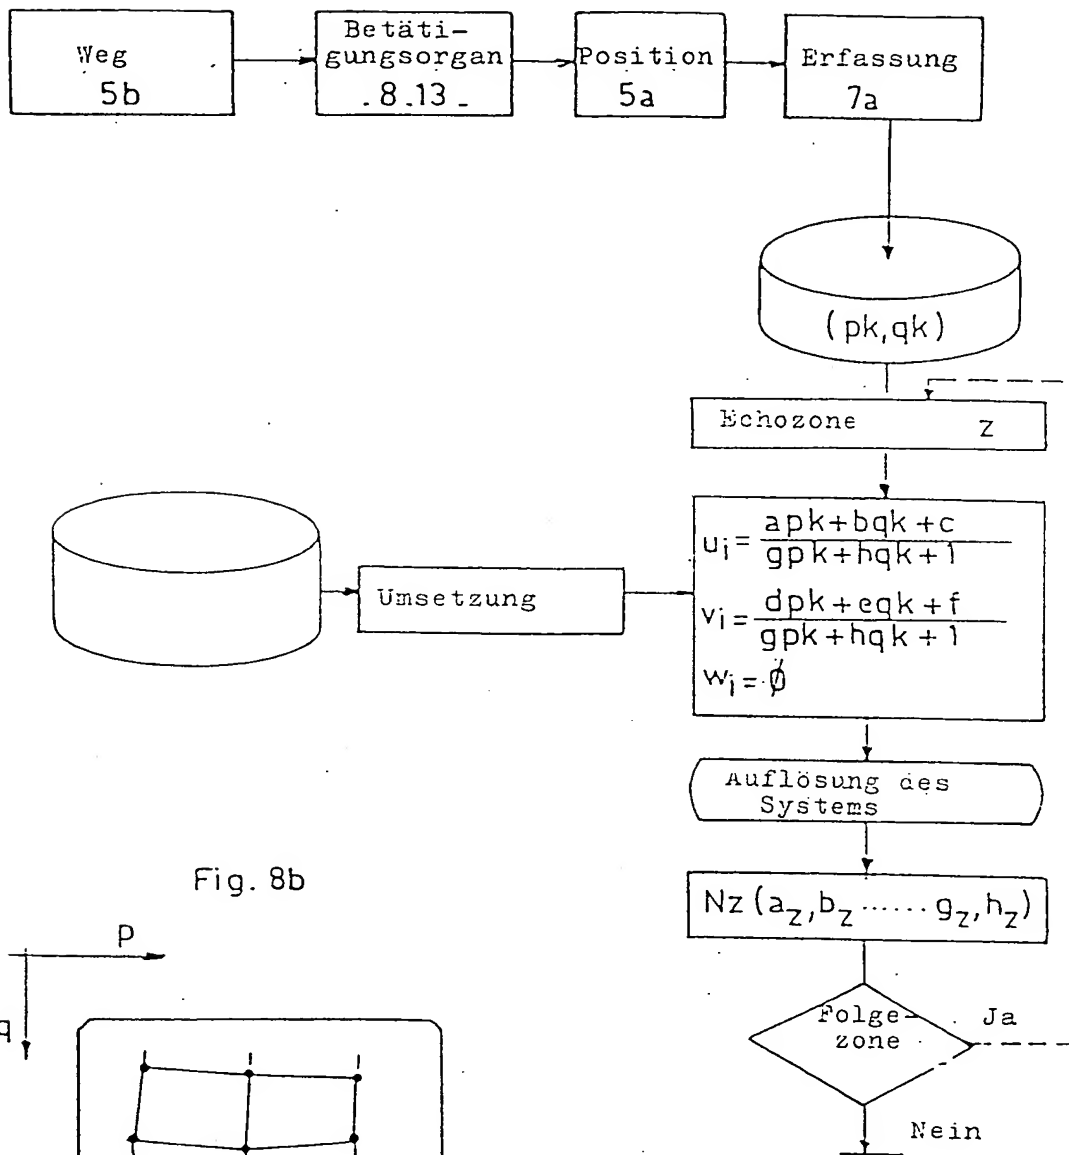 Weg
5b
Betäti-
gungsorgan
8.13
Position
5a
Erfassung
7a
(pk,qk)
Echozone z
Umsetzung
ui = apk+bqk+c
gpk+hqk+1
vi = dpk+eqk+f
gpk+hqk+1
wi = ø
Auflösung des
Systems
Nz (az,bz ...... gz,hz)
Folge-
zone
Ja
Nein
Fig. 8b
p
q